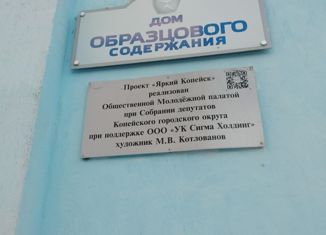 ДОМ
ОБРАЗЦОВОГО
СОДЕРЖАНИЯ
Проект «Яркий Копейск»
реализован
Общественной Молодёжной палатой
при Собрании депутатов
Копейского городского округа
при поддержке ООО «УК Сигма Холдинг»
художник М.В. Котлованов